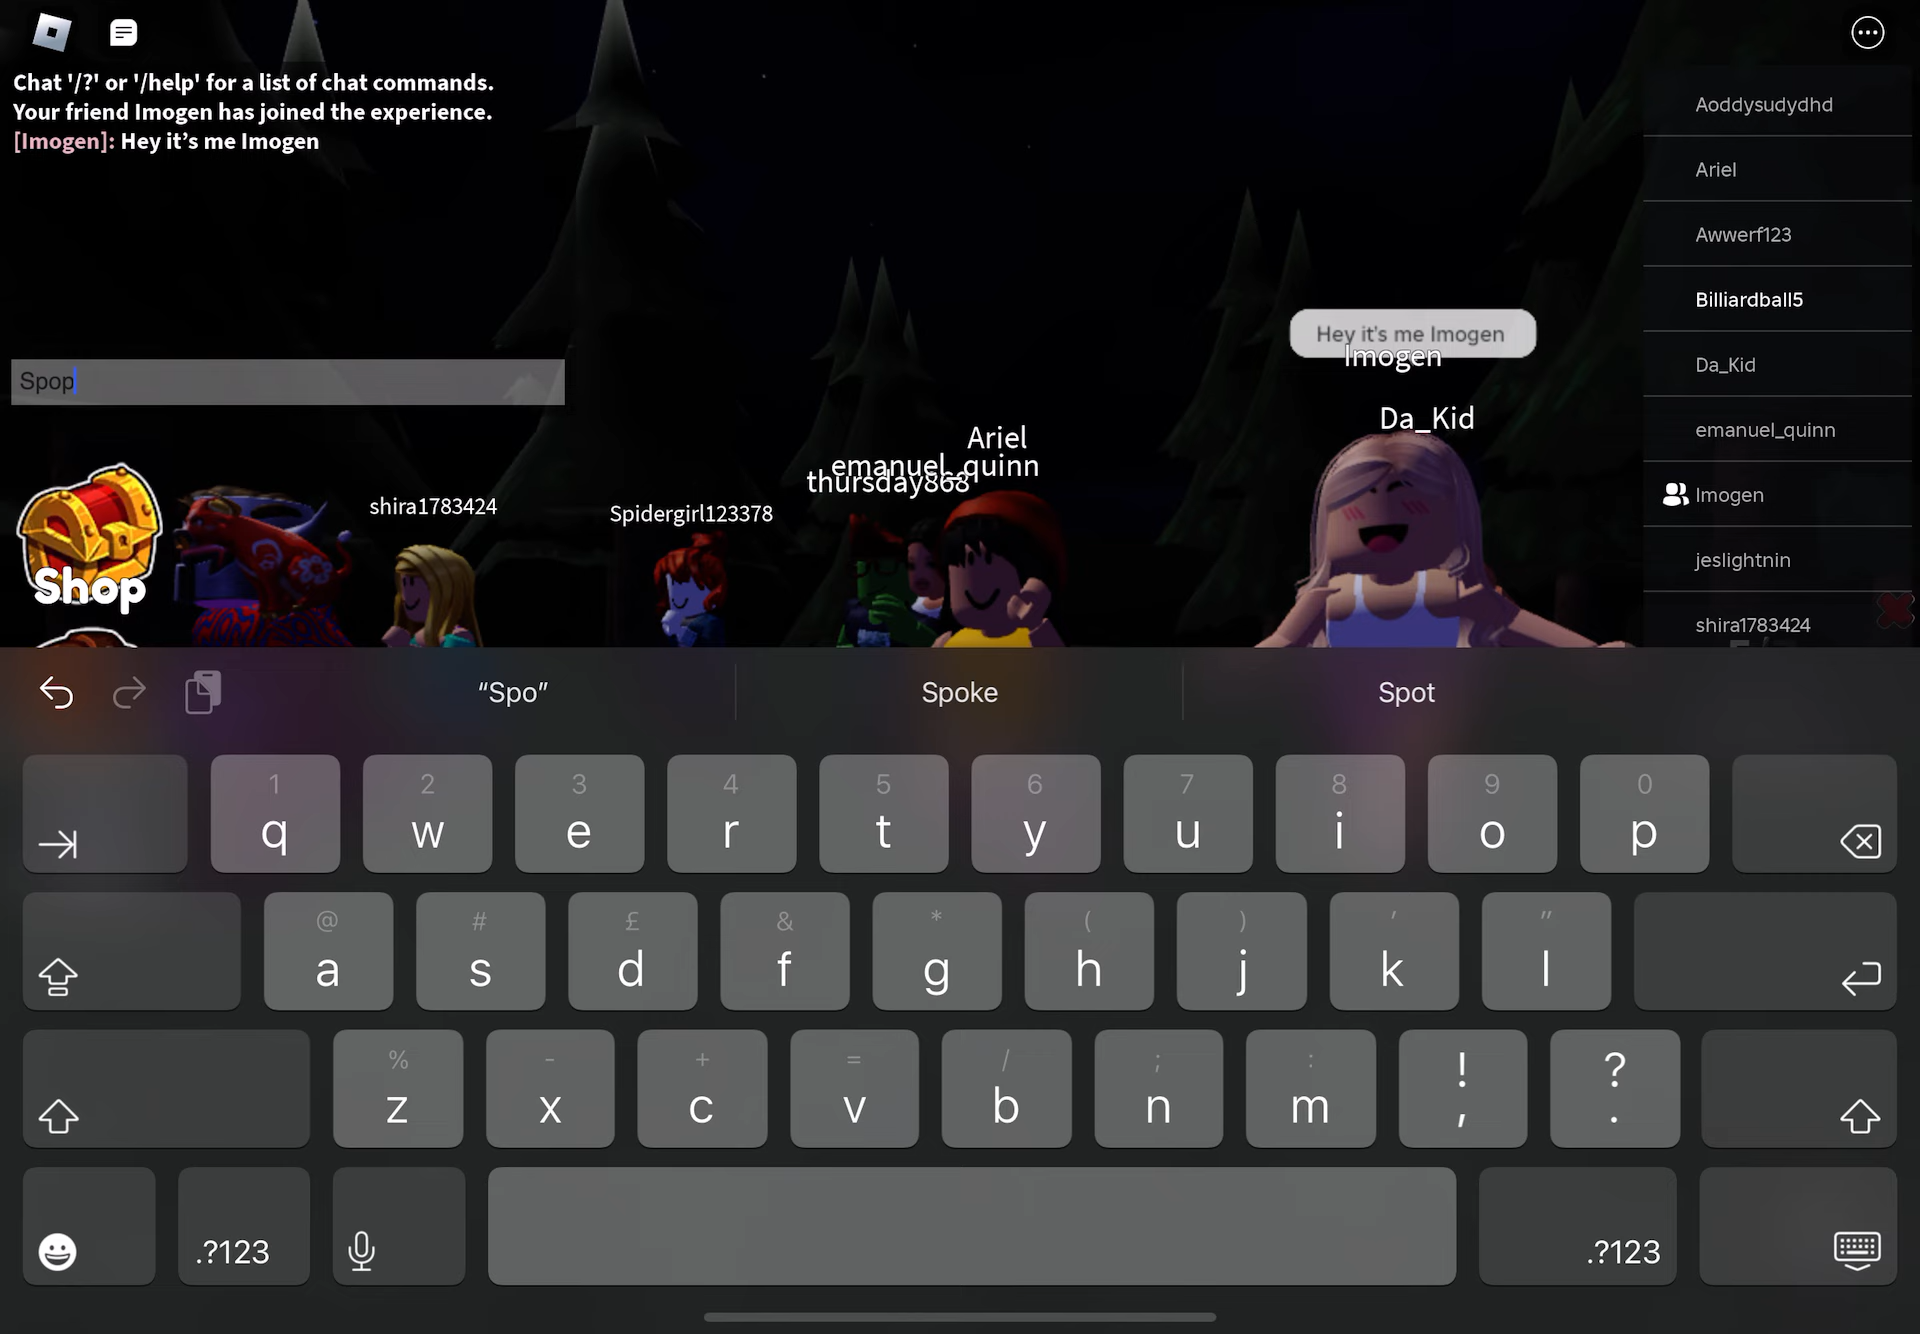 Chat '/?' or '/help' for a list of chat commands.
Your friend Imogen has joined the experience.
[Imogen]: Hey it’s me Imogen
Spop
Aoddysudydhd
Ariel
Awwerf123
Billiardball5
Da_Kid
emanuel_quinn
Imogen
jeslightnin
shira1783424
Hey it's me Imogen
Imogen
Da_Kid
Ariel
emanuel_quinn
thursday868
shira1783424
Spidergirl123378
Shop
“Spo” Spoke Spot
1 2 3 4 5 6 7 8 9 0
q w e r t y u i o p
@ # £ & * ( ) ' "
a s d f g h j k l
% - + = / ; : ! ?
z x c v b n m , .
.?123 .?123